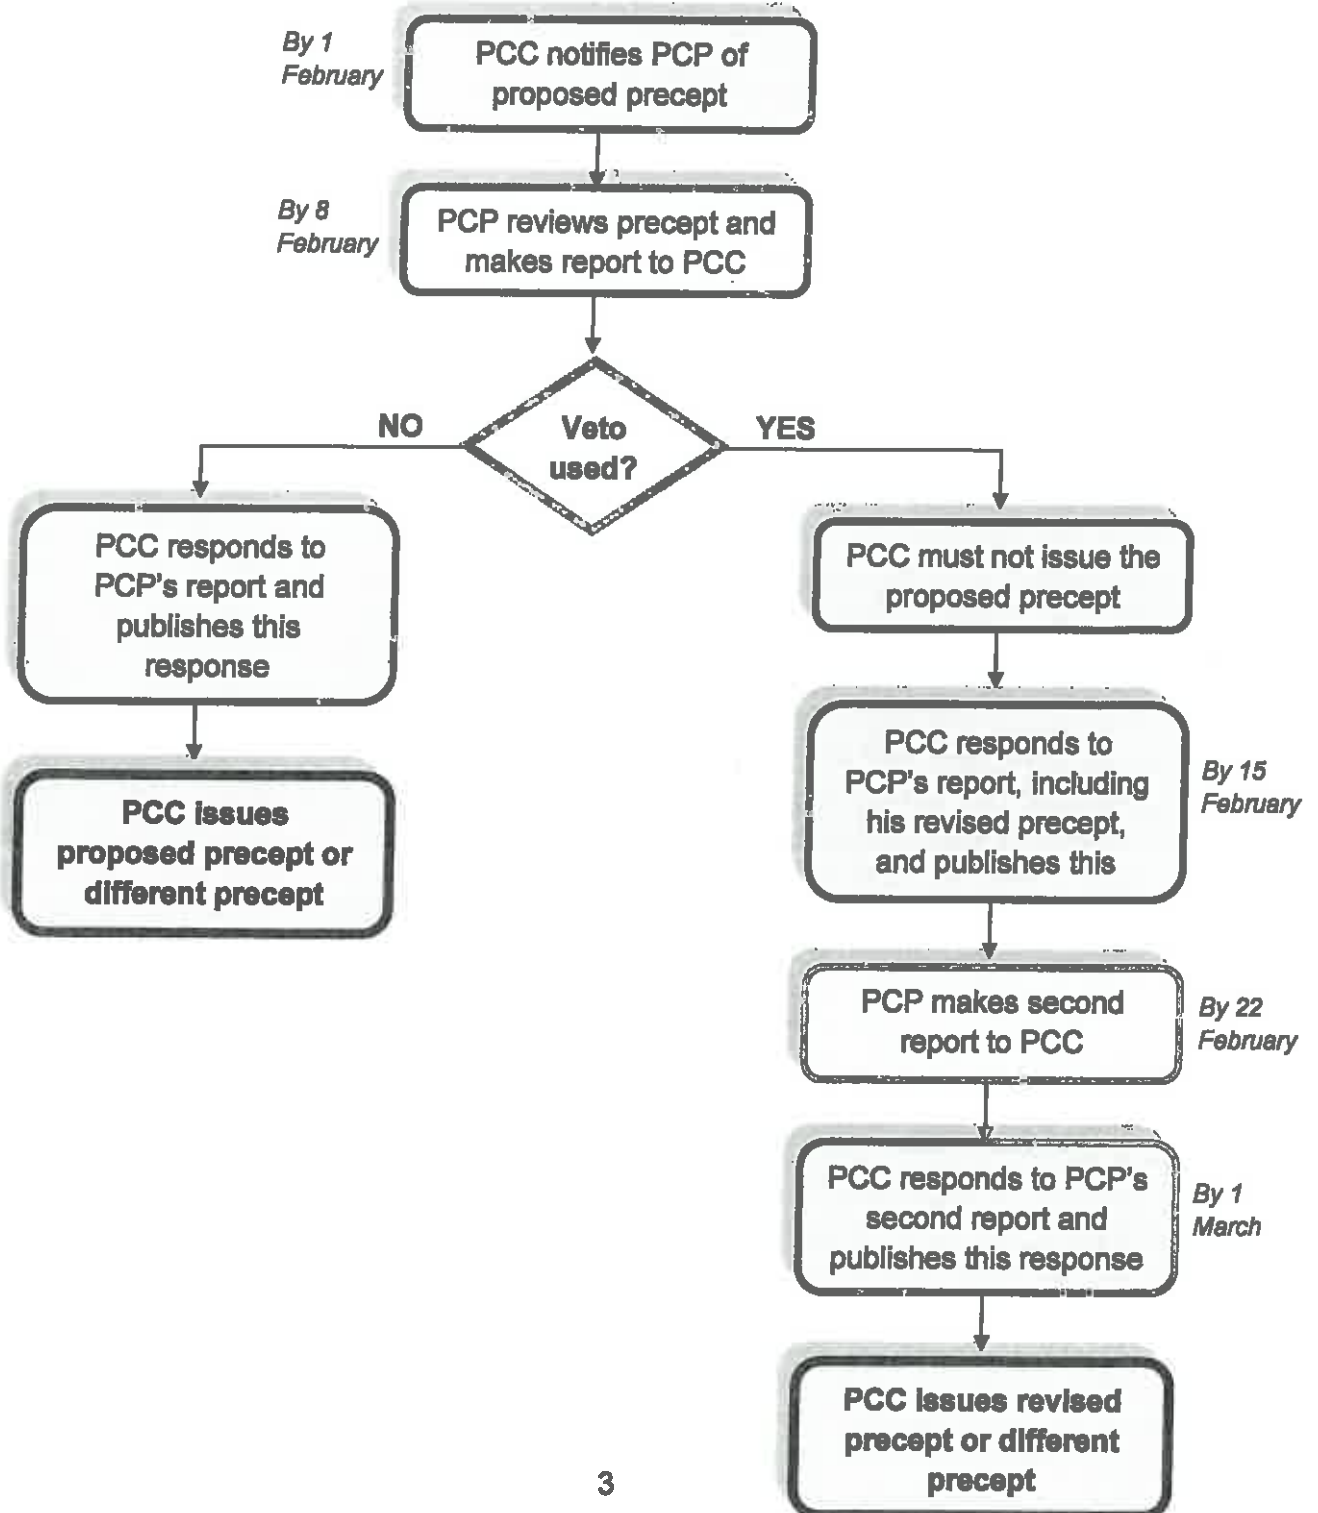 By 1
February
PCC notifies PCP of
proposed precept
By 8
February
PCP reviews precept and
makes report to PCC
NO
Veto
used?
YES
PCC responds to
PCP's report and
publishes this
response
PCC issues
proposed precept or
different precept
PCC must not issue the
proposed precept
PCC responds to
PCP's report, including
his revised precept,
and publishes this
By 15
February
PCP makes second
report to PCC
By 22
February
PCC responds to PCP's
second report and
publishes this response
By 1
March
PCC issues revised
precept or different
precept
3